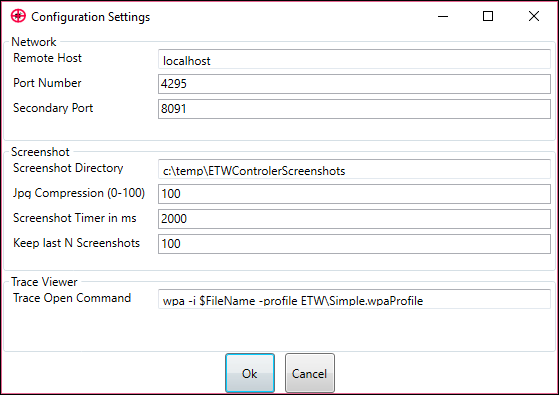 Configuration Settings
Network
Remote Host localhost
Port Number 4295
Secondary Port 8091
Screenshot
Screenshot Directory c:\temp\ETWControlerScreenshots
Jpg Compression (0-100) 100
Screenshot Timer in ms 2000
Keep last N Screenshots 100
Trace Viewer
Trace Open Command wpa -i $FileName -profile ETW\Simple.wpaProfile
Ok Cancel